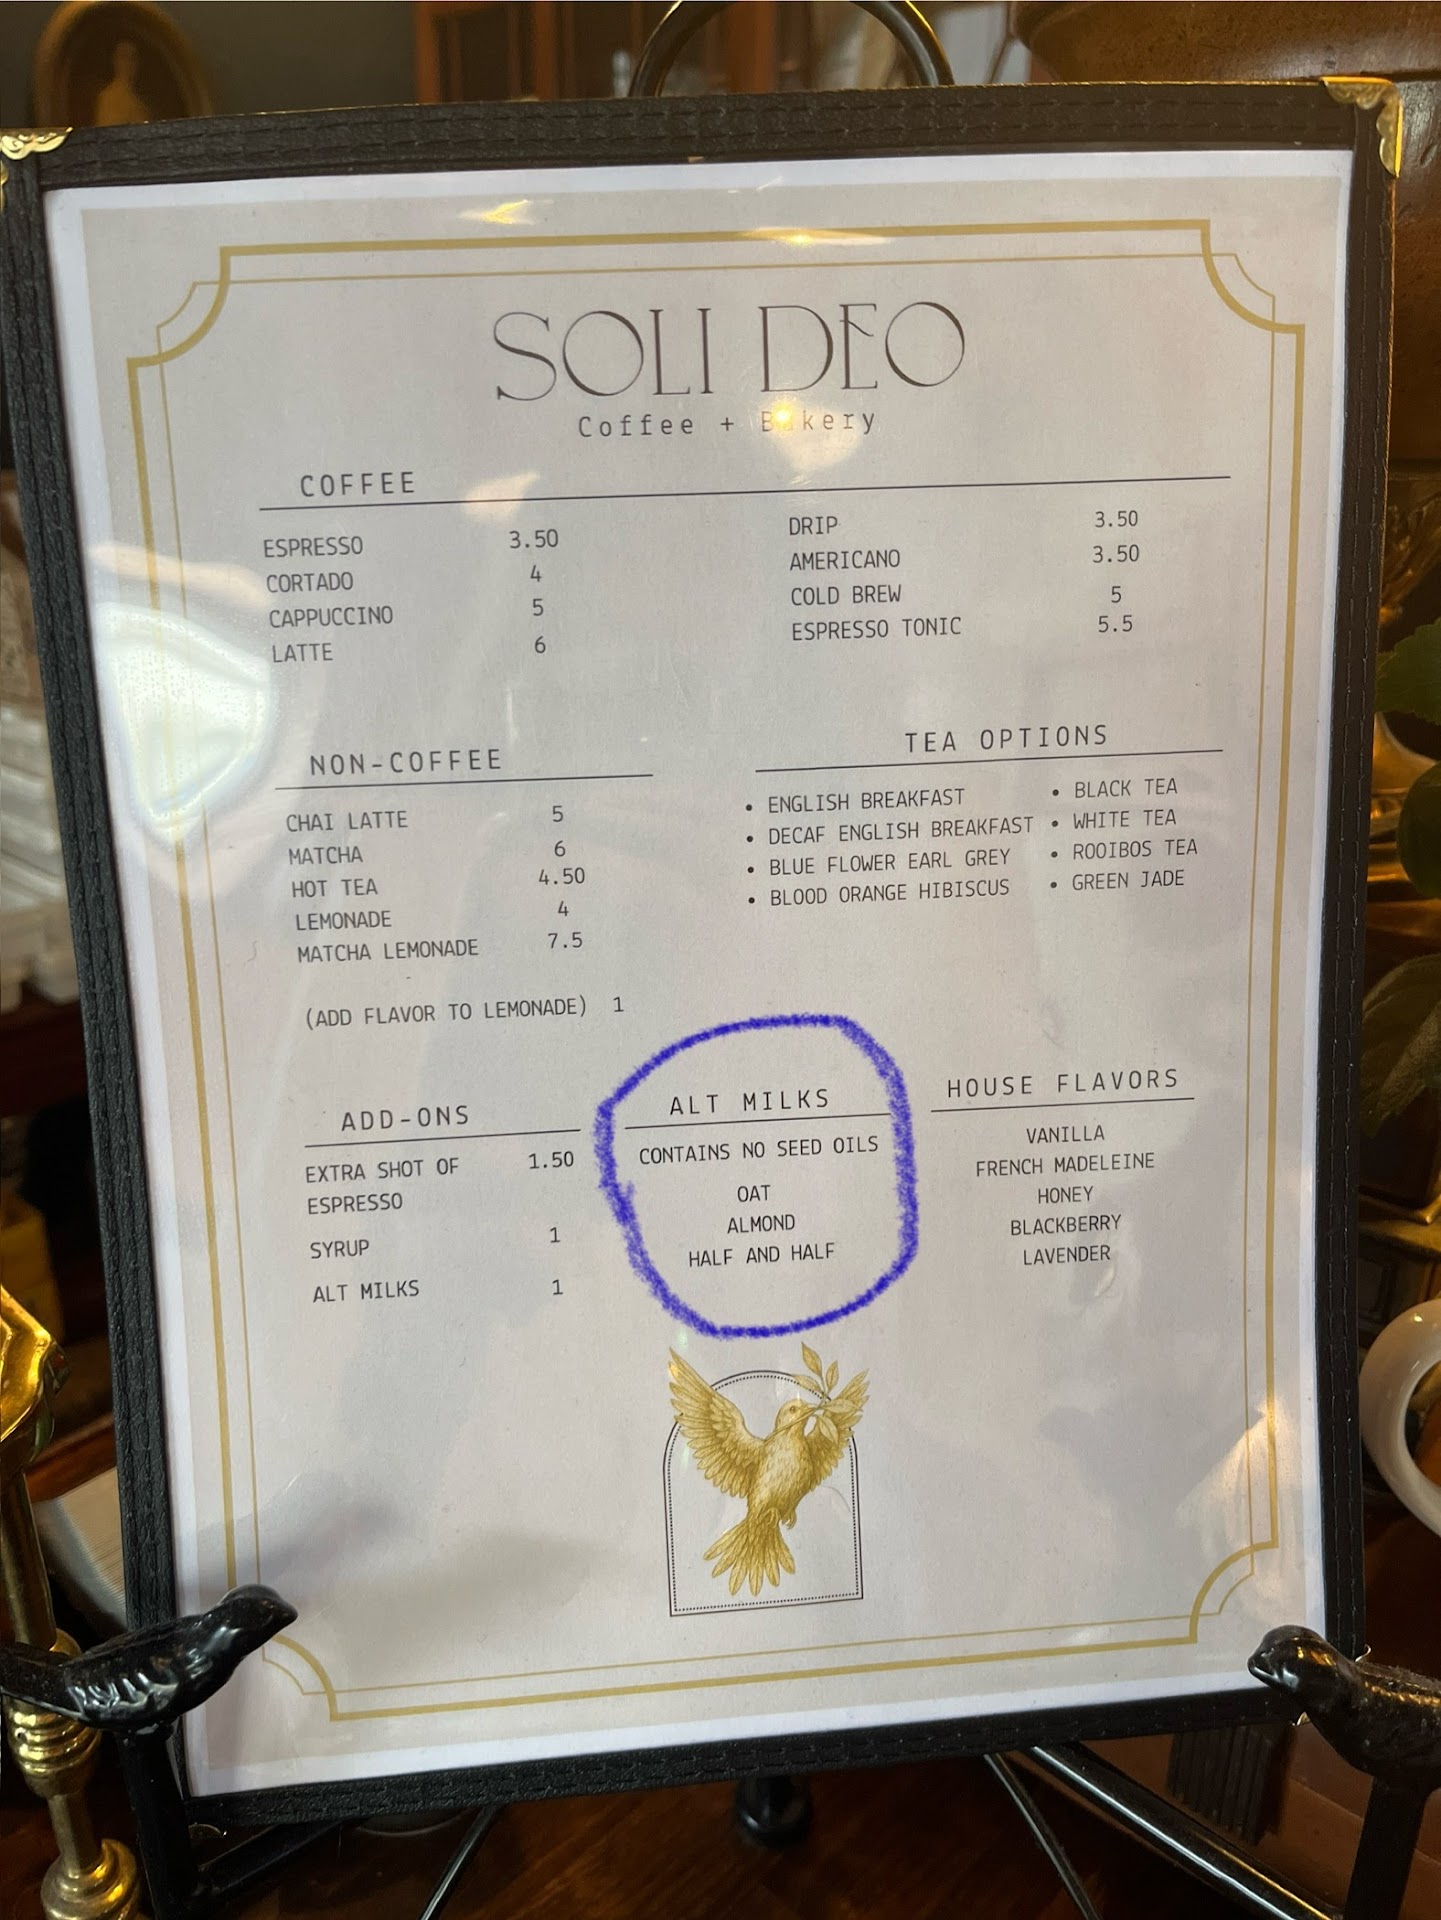 SOLI DEO
Coffee + Bakery
COFFEE
ESPRESSO 3.50
CORTADO 4
CAPPUCCINO 5
LATTE 6
DRIP 3.50
AMERICANO 3.50
COLD BREW 5
ESPRESSO TONIC 5.5
NON-COFFEE
CHAI LATTE 5
MATCHA 6
HOT TEA 4.50
LEMONADE 4
MATCHA LEMONADE 7.5
(ADD FLAVOR TO LEMONADE) 1
TEA OPTIONS
• ENGLISH BREAKFAST
• DECAF ENGLISH BREAKFAST
• BLUE FLOWER EARL GREY
• BLOOD ORANGE HIBISCUS
• BLACK TEA
• WHITE TEA
• ROOIBOS TEA
• GREEN JADE
ADD-ONS
EXTRA SHOT OF 1.50
ESPRESSO
SYRUP 1
ALT MILKS 1
ALT MILKS
CONTAINS NO SEED OILS
OAT
ALMOND
HALF AND HALF
HOUSE FLAVORS
VANILLA
FRENCH MADELEINE
HONEY
BLACKBERRY
LAVENDER